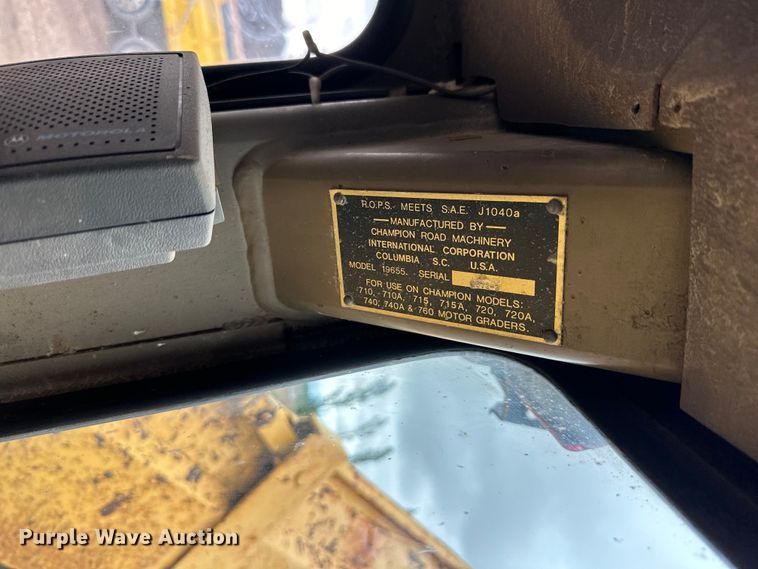 MOTOROLA
R.O.P.S. MEETS S.A.E. J1040a
MANUFACTURED BY
CHAMPION ROAD MACHINERY
INTERNATIONAL CORPORATION
COLUMBIA S.C. U.S.A.
MODEL 19655. SERIAL
FOR USE ON CHAMPION MODELS:
710, 710A, 715, 715A, 720, 720A,
740, 740A & 760 MOTOR GRADERS.
Purple Wave Auction